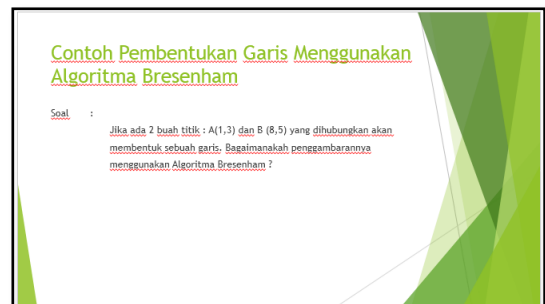 Contoh Pembentukan Garis Menggunakan
Algoritma Bresenham
Soal :
Jika ada 2 buah titik : A(1,3) dan B (8,5) yang dihubungkan akan
membentuk sebuah garis. Bagaimanakah penggambarannya
menggunakan Algoritma Bresenham ?